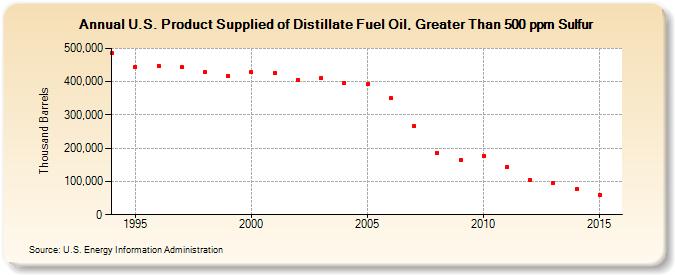 Annual U.S. Product Supplied of Distillate Fuel Oil, Greater Than 500 ppm Sulfur
Thousand Barrels
500,000
400,000
300,000
200,000
100,000
0
1995 2000 2005 2010 2015
Source: U.S. Energy Information Administration